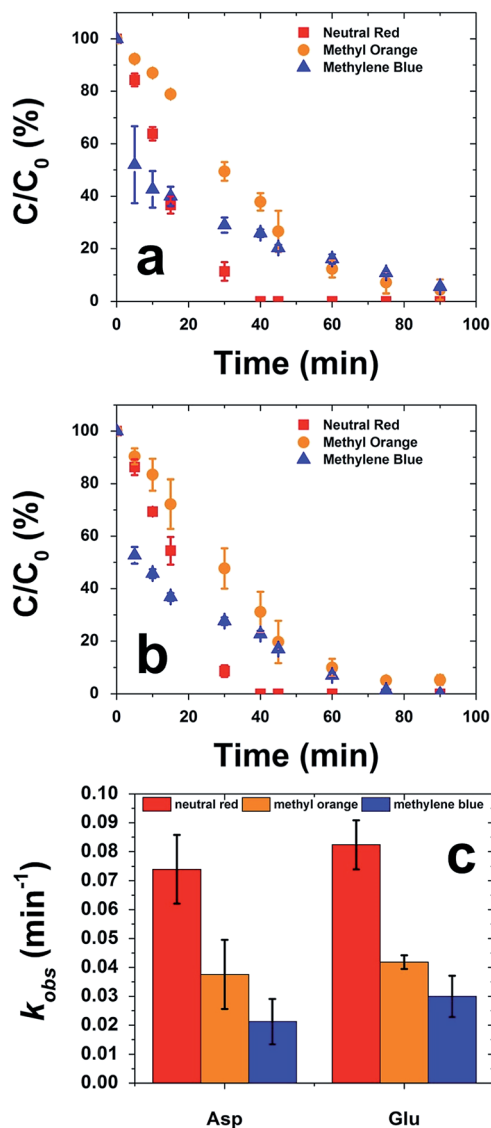 100
80
60
40
20
0
C/C0 (%)
Neutral Red
Methyl Orange
Methylene Blue
a
0 20 40 60 80 100
Time (min)
100
80
60
40
20
0
C/C0 (%)
Neutral Red
Methyl Orange
Methylene Blue
b
0 20 40 60 80 100
Time (min)
0.10
0.09
0.08
0.07
0.06
0.05
0.04
0.03
0.02
0.01
0.00
kobs (min-1)
neutral red methyl orange methylene blue
c
Asp Glu